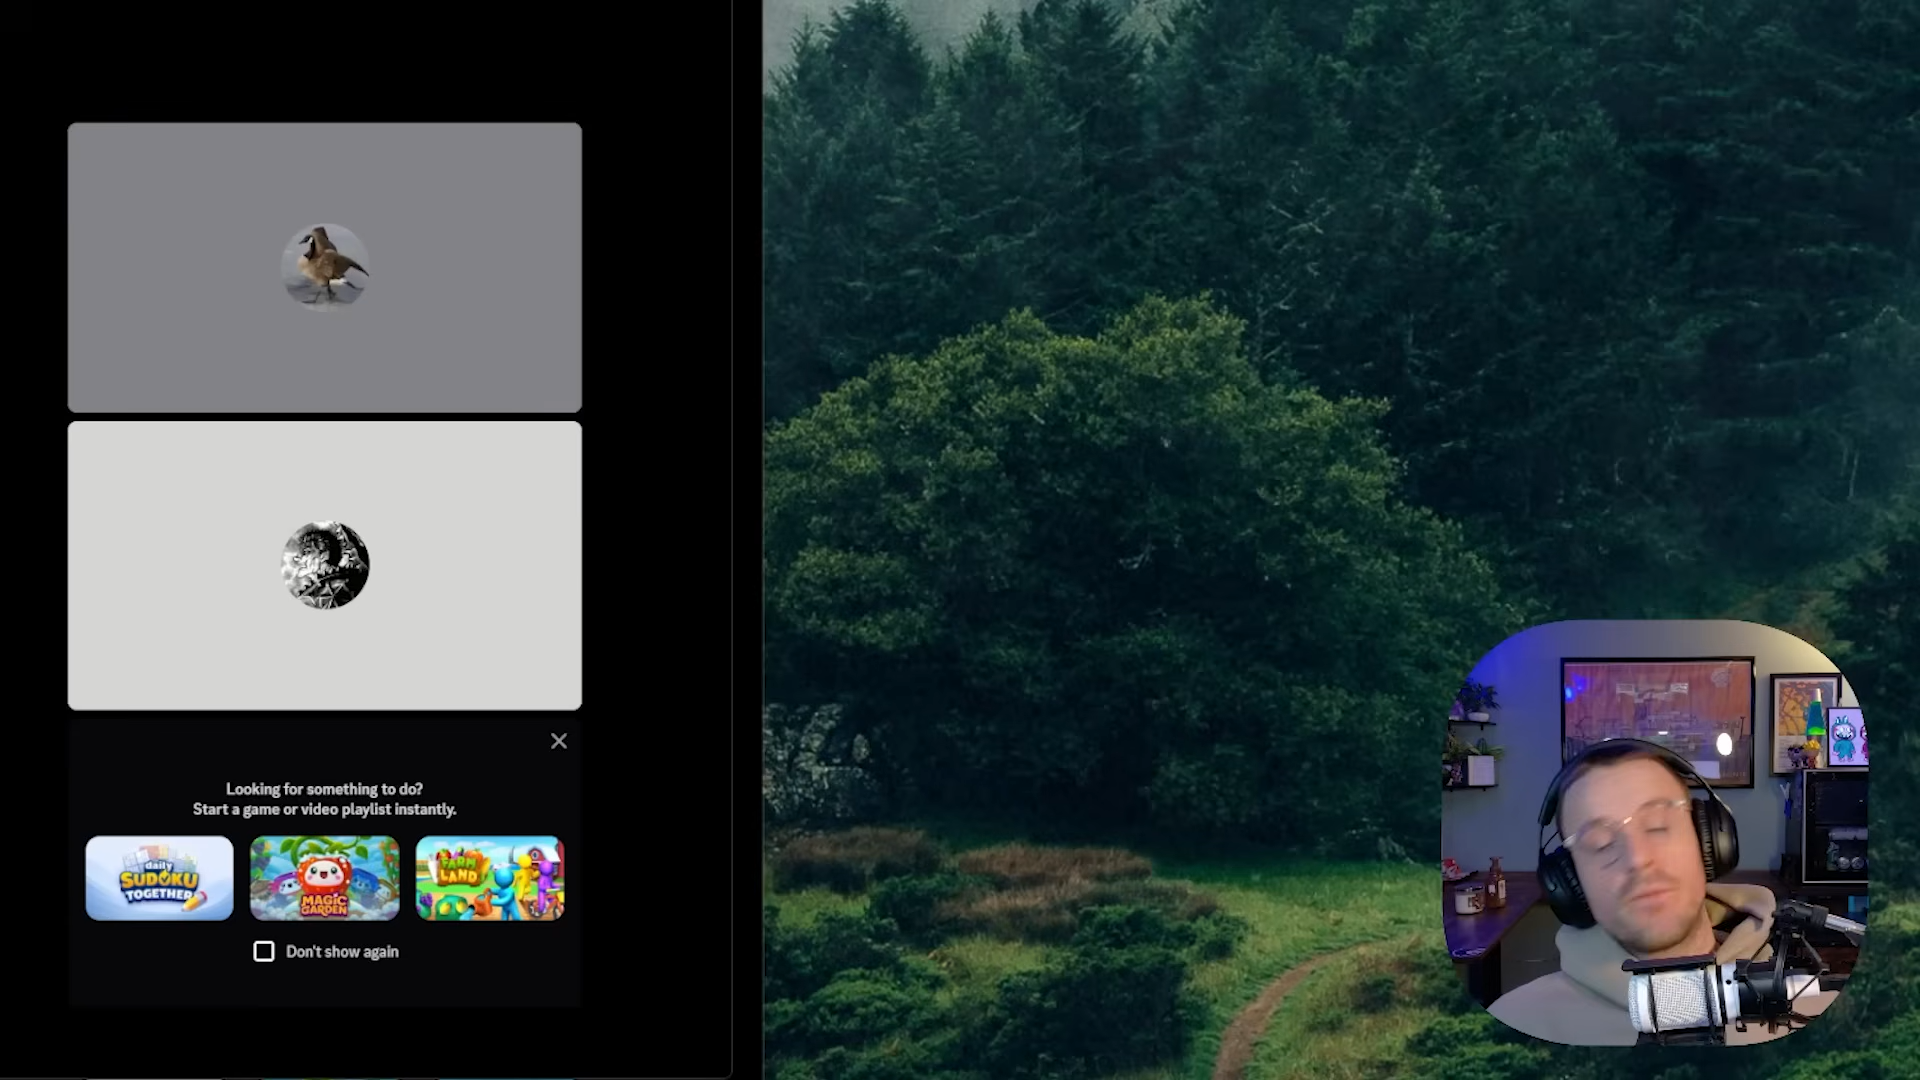 Looking for something to do?
Start a game or video playlist instantly.
daily
SUDOKU
TOGETHER
MAGIC
GARDEN
FARM
LAND
Don't show again